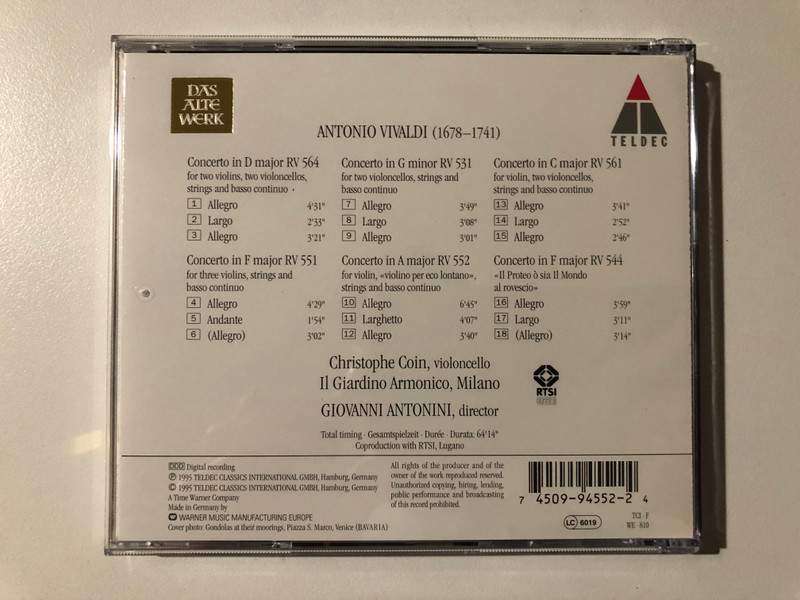 DAS
ALTE
WERK
TELDEC
ANTONIO VIVALDI (1678–1741)
Concerto in D major RV 564
for two violins, two violoncellos,
strings and basso continuo
1 Allegro 4'31"
2 Largo 2'33"
3 Allegro 3'21"
Concerto in G minor RV 531
for two violoncellos, strings and
basso continuo
7 Allegro 3'49"
8 Largo 3'08"
9 Allegro 3'01"
Concerto in C major RV 561
for violin, two violoncellos,
strings and basso continuo
13 Allegro 3'41"
14 Largo 2'52"
15 Allegro 2'46"
Concerto in F major RV 551
for three violins, strings and
basso continuo
4 Allegro 4'29"
5 Andante 1'54"
6 (Allegro) 3'02"
Concerto in A major RV 552
for violin, «violino per eco lontano»,
strings and basso continuo
10 Allegro 6'45"
11 Larghetto 4'07"
12 Allegro 3'40"
Concerto in F major RV 544
«Il Proteo ò sia Il Mondo
al rovescio»
16 Allegro 3'59"
17 Largo 3'11"
18 (Allegro) 3'14"
Christophe Coin, violoncello
Il Giardino Armonico, Milano
GIOVANNI ANTONINI, director
RTSI
Total timing · Gesamtspielzeit · Durée · Durata: 64'14"
Coproduction with RTSI, Lugano
DDD Digital recording
℗ 1995 TELDEC CLASSICS INTERNATIONAL GMBH, Hamburg, Germany
© 1995 TELDEC CLASSICS INTERNATIONAL GMBH, Hamburg, Germany
A Time Warner Company
Made in Germany by
WARNER MUSIC MANUFACTURING EUROPE
Cover photo: Gondolas at their moorings, Piazza S. Marco, Venice (BAVARIA)
All rights of the producer and of the
owner of the work reproduced reserved.
Unauthorized copying, hiring, lending,
public performance and broadcasting
of this record prohibited.
7 4509-94552-2 4
LC 6019
TCI · F
WE · 810